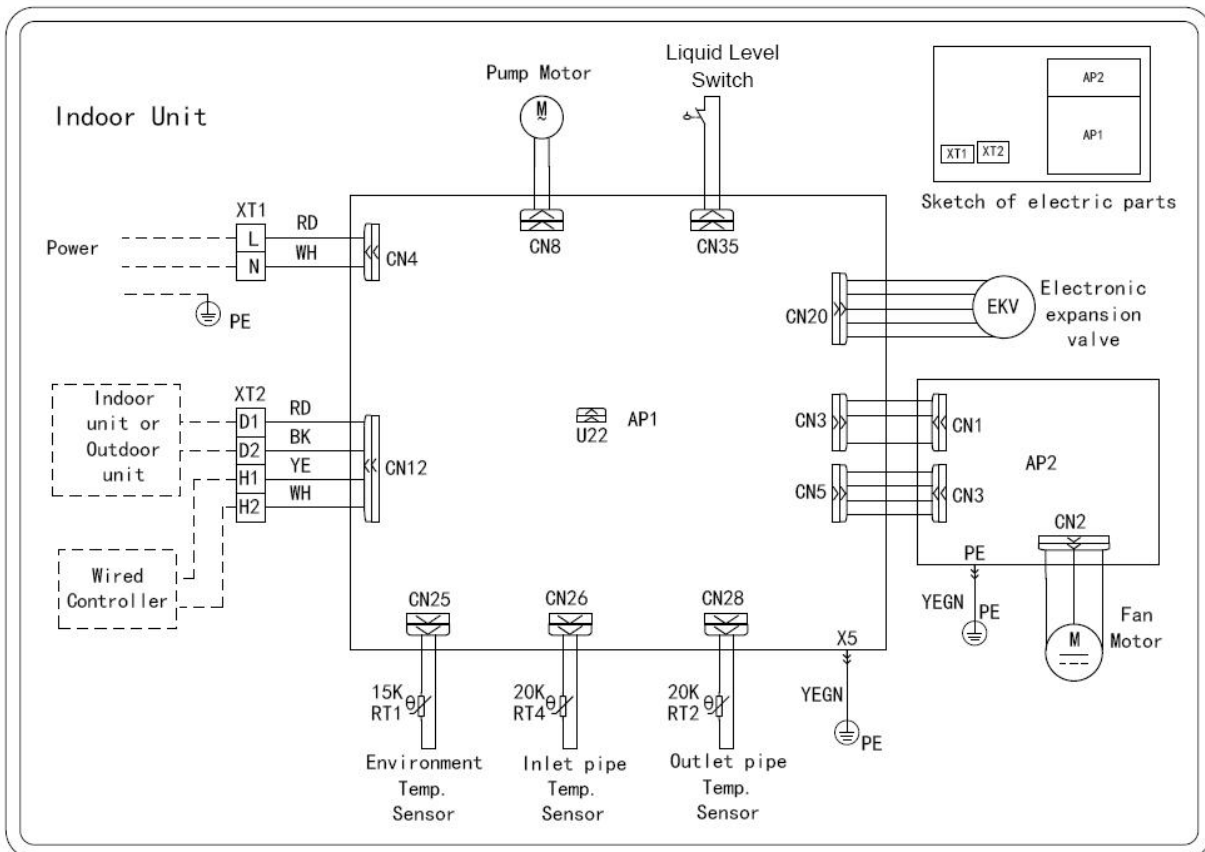 Indoor Unit
Pump Motor
M
~
Liquid Level
Switch
AP2
AP1
XT1
XT2
Sketch of electric parts
Power
XT1
L
N
RD
WH
CN4
PE
CN8
CN35
CN20
EKV
Electronic
expansion
valve
Indoor
unit or
Outdoor
unit
XT2
D1
D2
H1
H2
RD
BK
YE
WH
CN12
U22
AP1
CN3
CN1
CN5
CN3
AP2
CN2
PE
YEGN
PE
M
Fan
Motor
Wired
Controller
CN25
CN26
CN28
X5
15K
RT1
θ
20K
RT4
θ
20K
RT2
θ
YEGN
PE
Environment
Temp.
Sensor
Inlet pipe
Temp.
Sensor
Outlet pipe
Temp.
Sensor